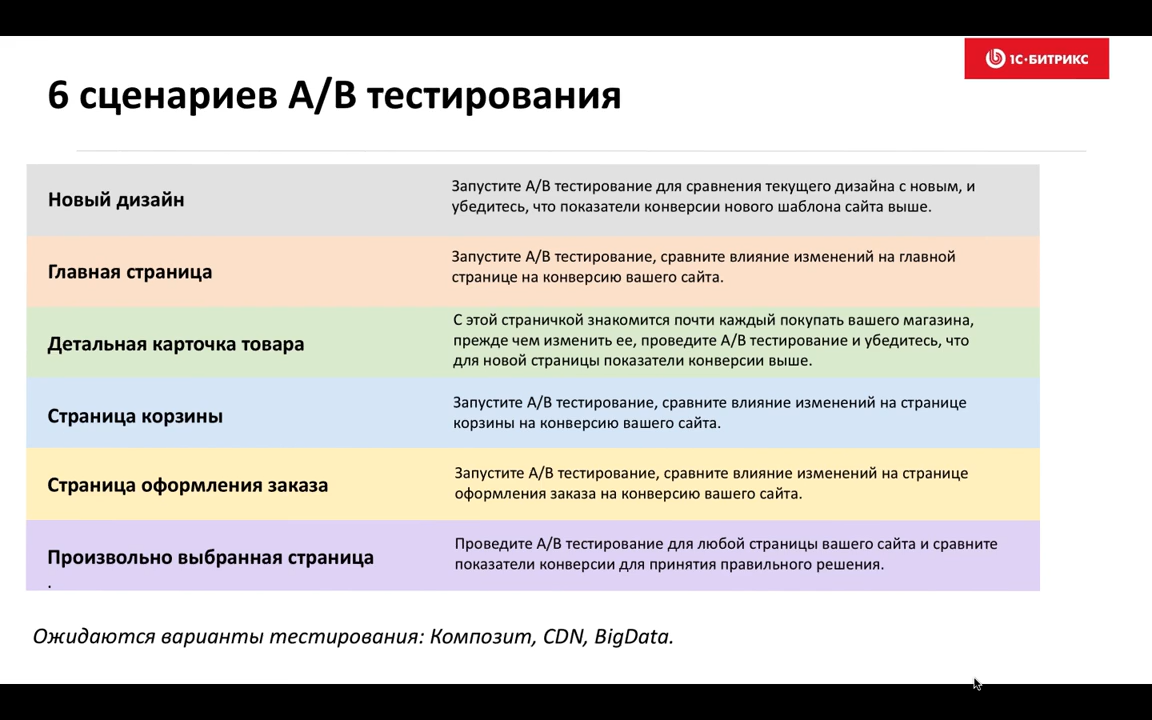 1С·БИТРИКС
6 сценариев А/В тестирования
Новый дизайн
Запустите А/В тестирование для сравнения текущего дизайна с новым, и
убедитесь, что показатели конверсии нового шаблона сайта выше.
Главная страница
Запустите А/В тестирование, сравните влияние изменений на главной
странице на конверсию вашего сайта.
Детальная карточка товара
С этой страничкой знакомится почти каждый покупать вашего магазина,
прежде чем изменить ее, проведите А/В тестирование и убедитесь, что
для новой страницы показатели конверсии выше.
Страница корзины
Запустите А/В тестирование, сравните влияние изменений на странице
корзины на конверсию вашего сайта.
Страница оформления заказа
Запустите А/В тестирование, сравните влияние изменений на странице
оформления заказа на конверсию вашего сайта.
Произвольно выбранная страница
.
Проведите А/В тестирование для любой страницы вашего сайта и сравните
показатели конверсии для принятия правильного решения.
Ожидаются варианты тестирования: Композит, CDN, BigData.